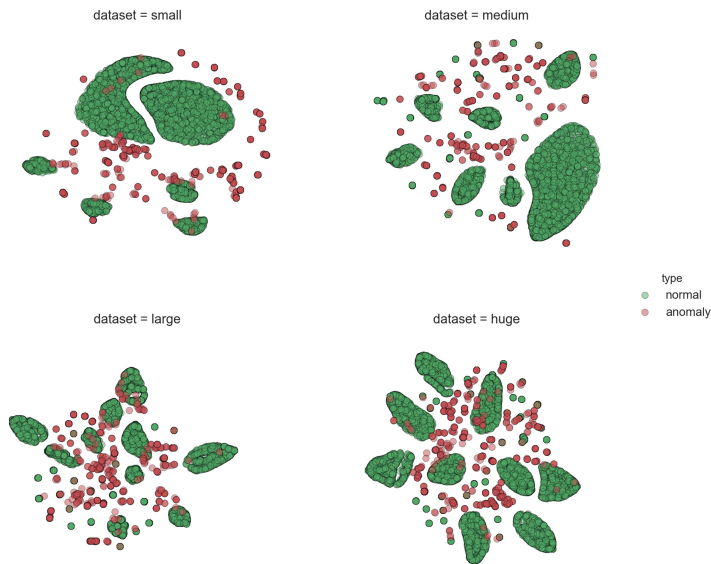 dataset = small
dataset = medium
type
normal
anomaly
dataset = large
dataset = huge